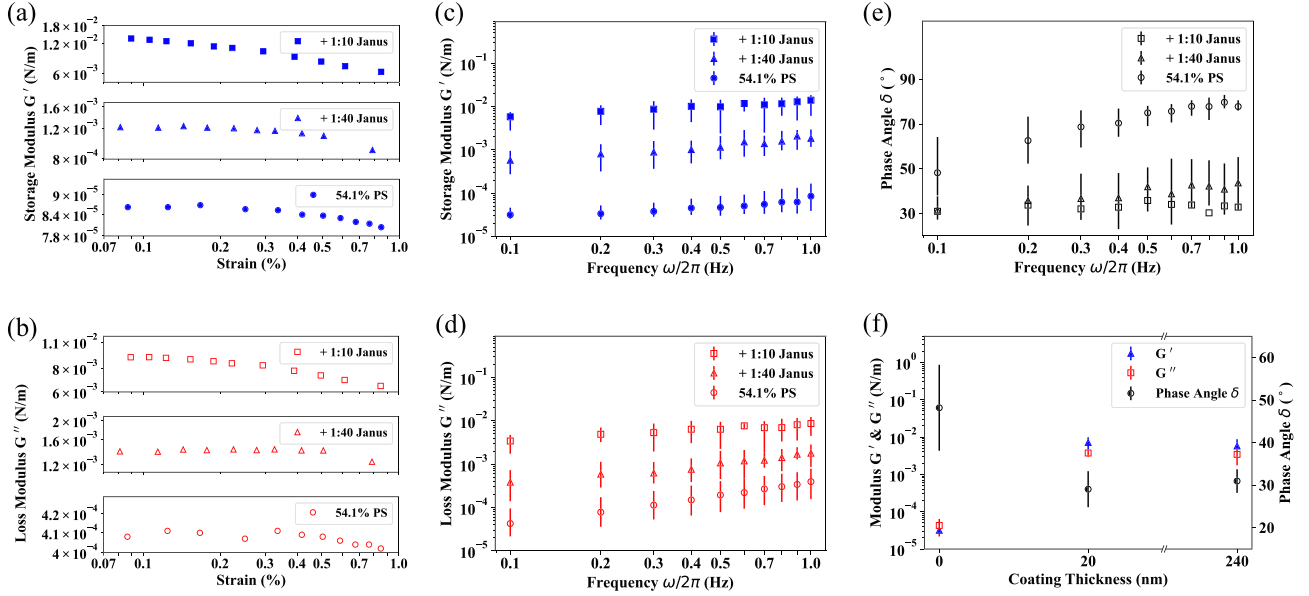 (a)
Storage Modulus G′ (N/m)
1.8 × 10⁻²
1.2 × 10⁻²
6 × 10⁻³
+ 1:10 Janus
1.6 × 10⁻³
1.2 × 10⁻³
8 × 10⁻⁴
+ 1:40 Janus
9 × 10⁻⁵
8.4 × 10⁻⁵
7.8 × 10⁻⁵
54.1% PS
0.07 0.1 0.2 0.3 0.4 0.5 0.7 1.0
Strain (%)
(c)
Storage Modulus G′ (N/m)
10⁻¹
10⁻²
10⁻³
10⁻⁴
10⁻⁵
+ 1:10 Janus
+ 1:40 Janus
54.1% PS
0.1 0.2 0.3 0.4 0.5 0.7 1.0
Frequency ω/2π (Hz)
(e)
Phase Angle δ (°)
90
70
50
30
+ 1:10 Janus
+ 1:40 Janus
54.1% PS
0.1 0.2 0.3 0.4 0.5 0.7 1.0
Frequency ω/2π (Hz)
(b)
Loss Modulus G″ (N/m)
1.1 × 10⁻²
8 × 10⁻³
6 × 10⁻³
+ 1:10 Janus
2 × 10⁻³
1.6 × 10⁻³
1.2 × 10⁻³
+ 1:40 Janus
4.2 × 10⁻⁴
4.1 × 10⁻⁴
4 × 10⁻⁴
54.1% PS
0.07 0.1 0.2 0.3 0.4 0.5 0.7 1.0
Strain (%)
(d)
Loss Modulus G″ (N/m)
10⁻¹
10⁻²
10⁻³
10⁻⁴
10⁻⁵
+ 1:10 Janus
+ 1:40 Janus
54.1% PS
0.1 0.2 0.3 0.4 0.5 0.7 1.0
Frequency ω/2π (Hz)
(f)
Modulus G′ & G″ (N/m)
10⁰
10⁻¹
10⁻²
10⁻³
10⁻⁴
10⁻⁵
G′
G″
Phase Angle δ
60
50
40
30
20
Phase Angle δ (°)
0 20 240
Coating Thickness (nm)